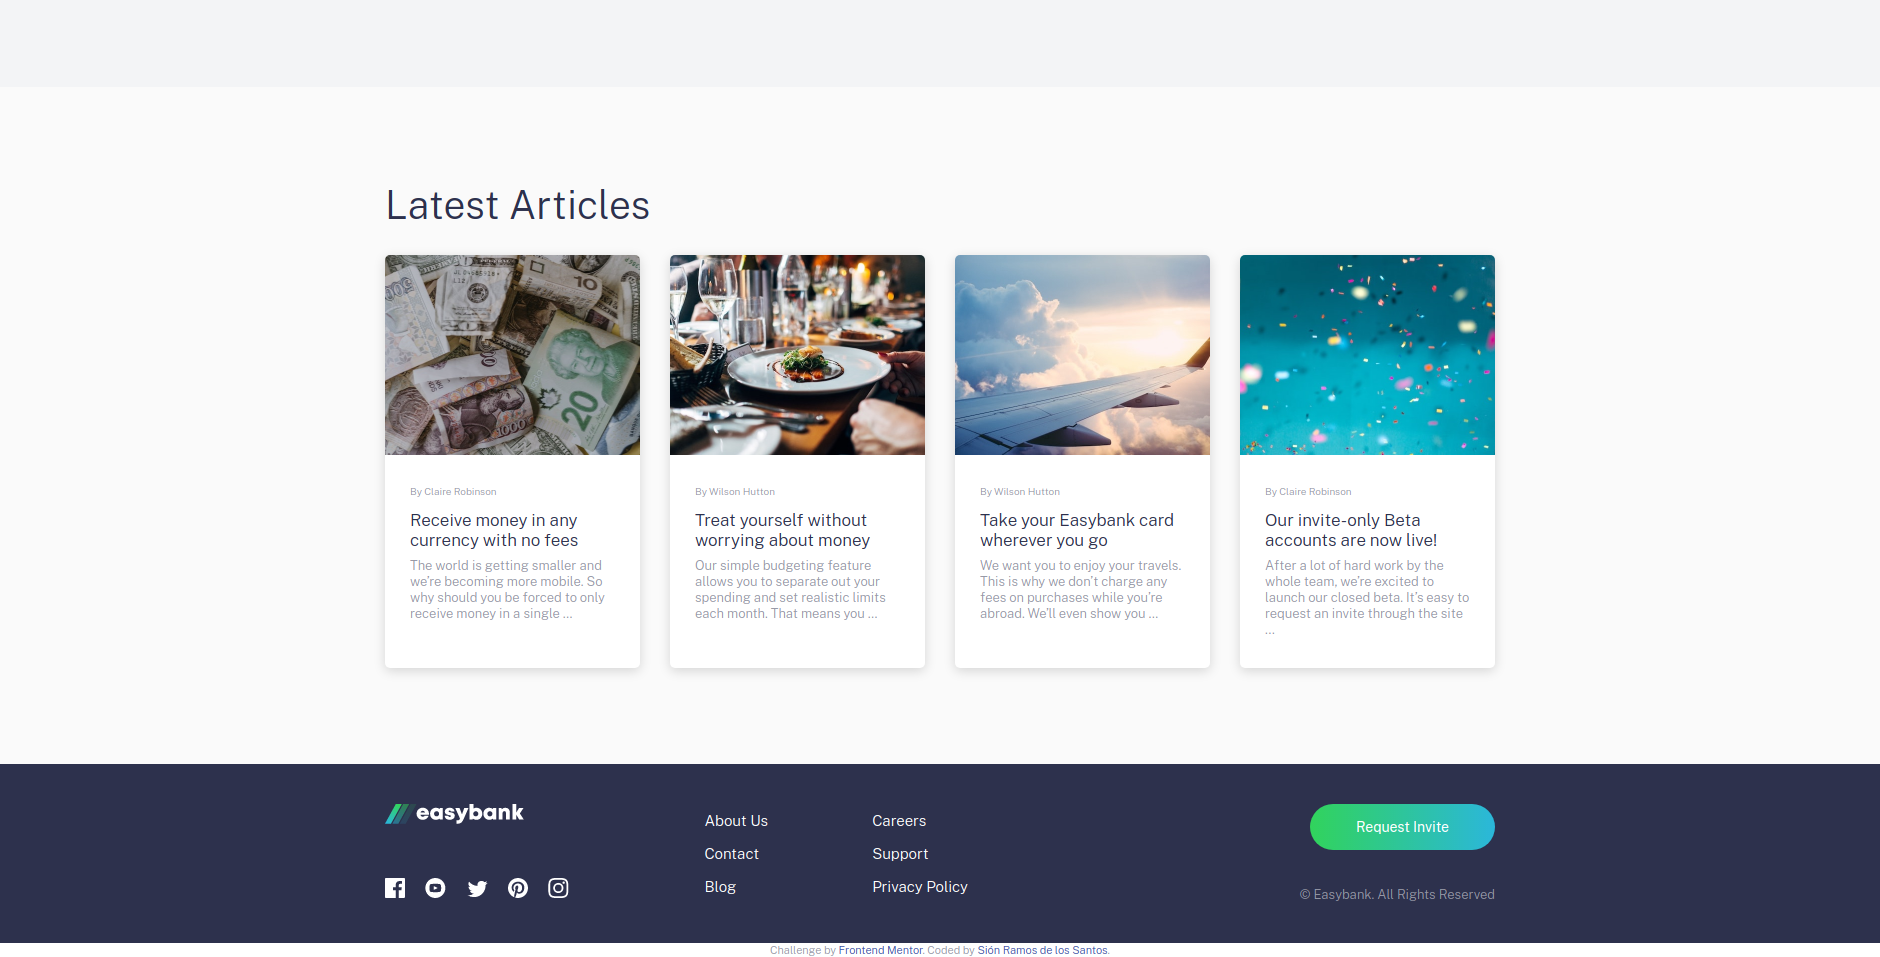 Latest Articles
By Claire Robinson
Receive money in any
currency with no fees
The world is getting smaller and
we're becoming more mobile. So
why should you be forced to only
receive money in a single ...
By Wilson Hutton
Treat yourself without
worrying about money
Our simple budgeting feature
allows you to separate out your
spending and set realistic limits
each month. That means you ...
By Wilson Hutton
Take your Easybank card
wherever you go
We want you to enjoy your travels.
This is why we don't charge any
fees on purchases while you're
abroad. We'll even show you ...
By Claire Robinson
Our invite-only Beta
accounts are now live!
After a lot of hard work by the
whole team, we're excited to
launch our closed beta. It's easy to
request an invite through the site
...
easybank
About Us
Contact
Blog
Careers
Support
Privacy Policy
Request Invite
© Easybank. All Rights Reserved
Challenge by Frontend Mentor. Coded by Sión Ramos de los Santos.